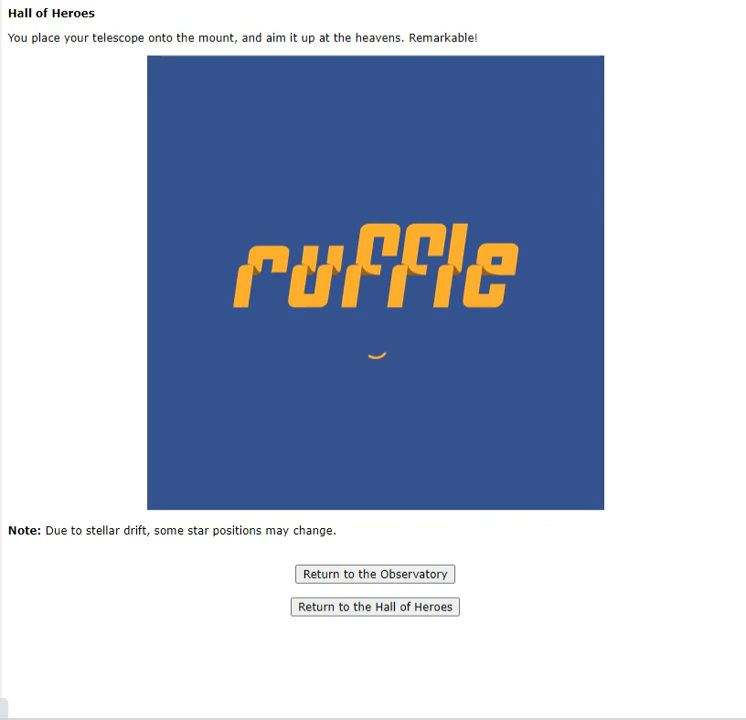 Hall of Heroes
You place your telescope onto the mount, and aim it up at the heavens. Remarkable!
ruffle
Note: Due to stellar drift, some star positions may change.
Return to the Observatory
Return to the Hall of Heroes